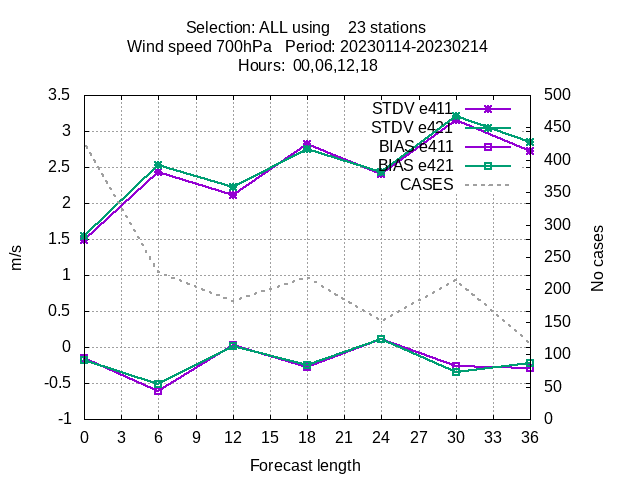 Selection: ALL using 23 stations
Wind speed 700hPa Period: 20230114-20230214
Hours: 00,06,12,18
STDV e411
STDV e421
BIAS e411
BIAS e421
CASES
3.5
3
2.5
2
1.5
1
0.5
0
-0.5
-1
m/s
500
450
400
350
300
250
200
150
100
50
0
No cases
0 3 6 9 12 15 18 21 24 27 30 33 36
Forecast length